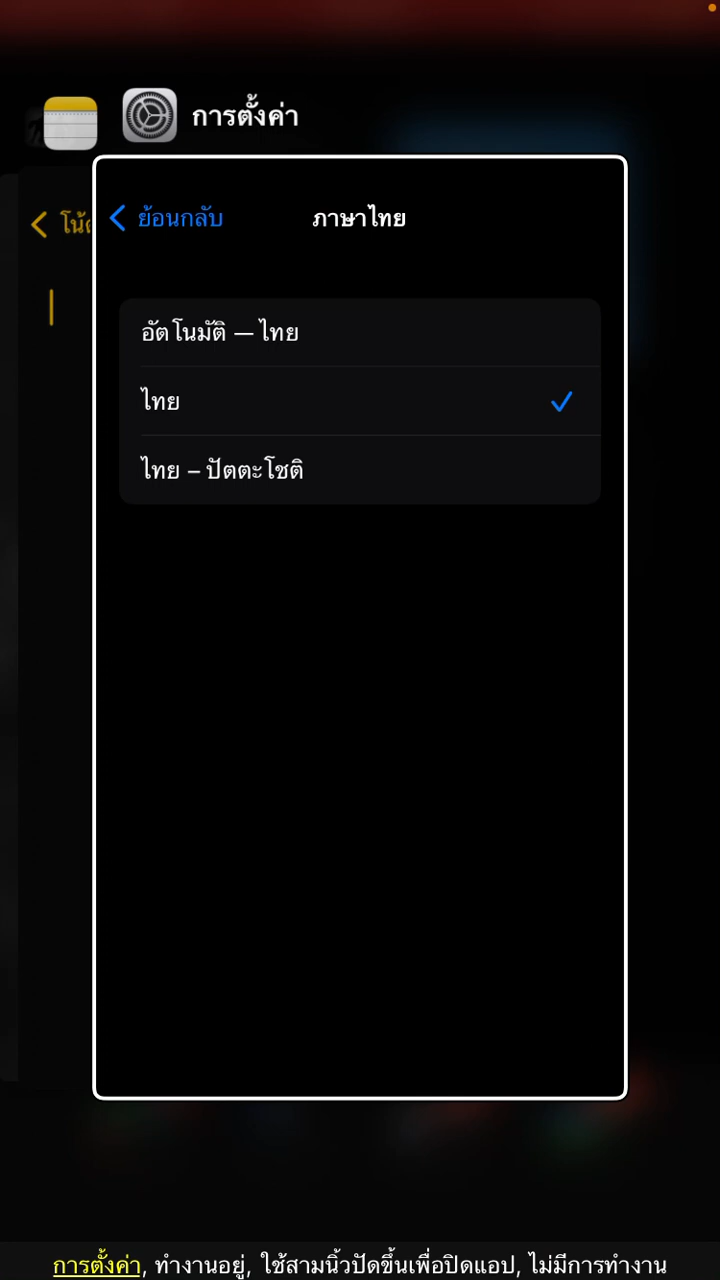 การตั้งค่า
ย้อนกลับ
ภาษาไทย
อัตโนมัติ — ไทย
ไทย
ไทย – ปัตตะโชติ
การตั้งค่า, ทำงานอยู่, ใช้สามนิ้วปัดขึ้นเพื่อปิดแอป, ไม่มีการทำงาน